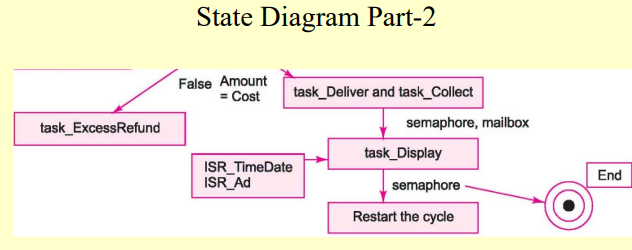 State Diagram Part-2
False Amount
= Cost
task_Deliver and task_Collect
task_ExcessRefund
semaphore, mailbox
task_Display
ISR_TimeDate
ISR_Ad
semaphore
End
Restart the cycle